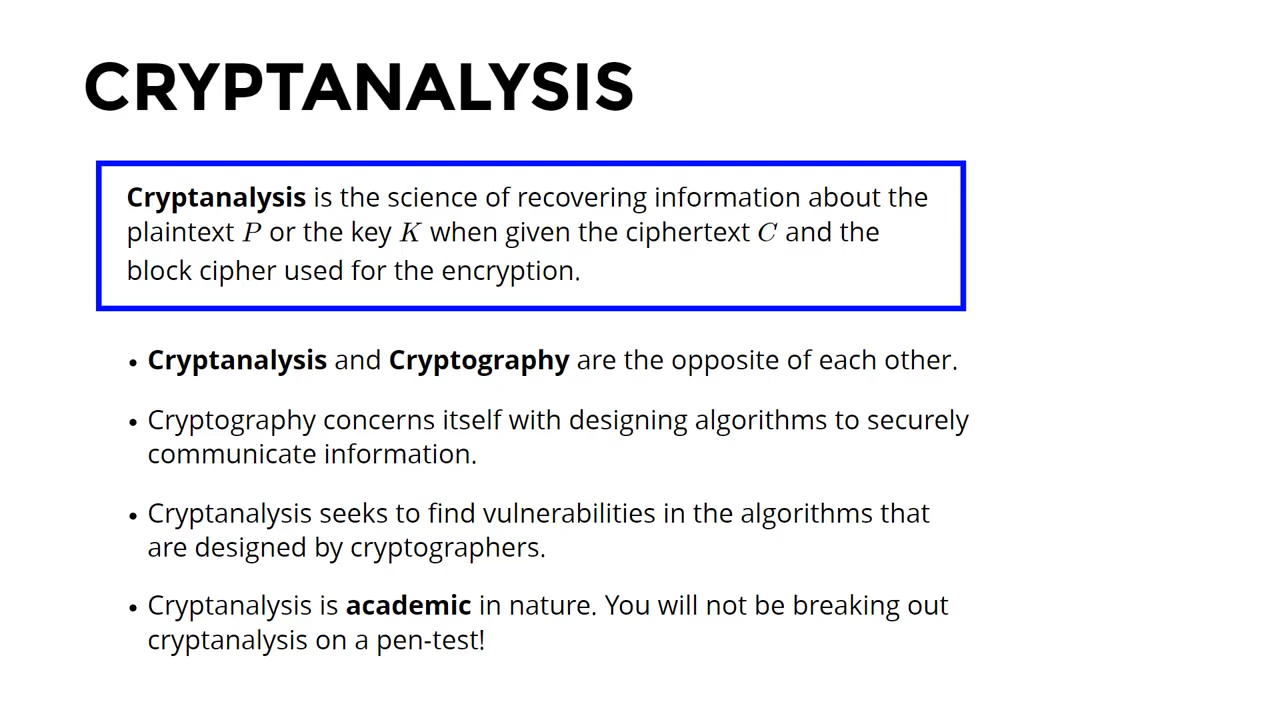 CRYPTANALYSIS
Cryptanalysis is the science of recovering information about the
plaintext P or the key K when given the ciphertext C and the
block cipher used for the encryption.
• Cryptanalysis and Cryptography are the opposite of each other.
• Cryptography concerns itself with designing algorithms to securely
communicate information.
• Cryptanalysis seeks to find vulnerabilities in the algorithms that
are designed by cryptographers.
• Cryptanalysis is academic in nature. You will not be breaking out
cryptanalysis on a pen-test!